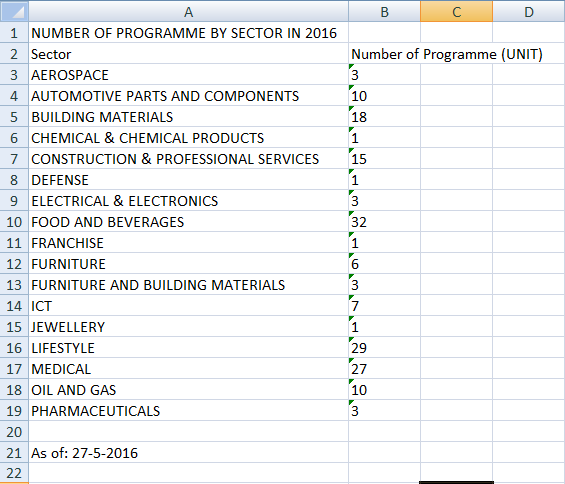 A B C D
1 NUMBER OF PROGRAMME BY SECTOR IN 2016
2 Sector Number of Programme (UNIT)
3 AEROSPACE 3
4 AUTOMOTIVE PARTS AND COMPONENTS 10
5 BUILDING MATERIALS 18
6 CHEMICAL & CHEMICAL PRODUCTS 1
7 CONSTRUCTION & PROFESSIONAL SERVICES 15
8 DEFENSE 1
9 ELECTRICAL & ELECTRONICS 3
10 FOOD AND BEVERAGES 32
11 FRANCHISE 1
12 FURNITURE 6
13 FURNITURE AND BUILDING MATERIALS 3
14 ICT 7
15 JEWELLERY 1
16 LIFESTYLE 29
17 MEDICAL 27
18 OIL AND GAS 10
19 PHARMACEUTICALS 3
20
21 As of: 27-5-2016
22